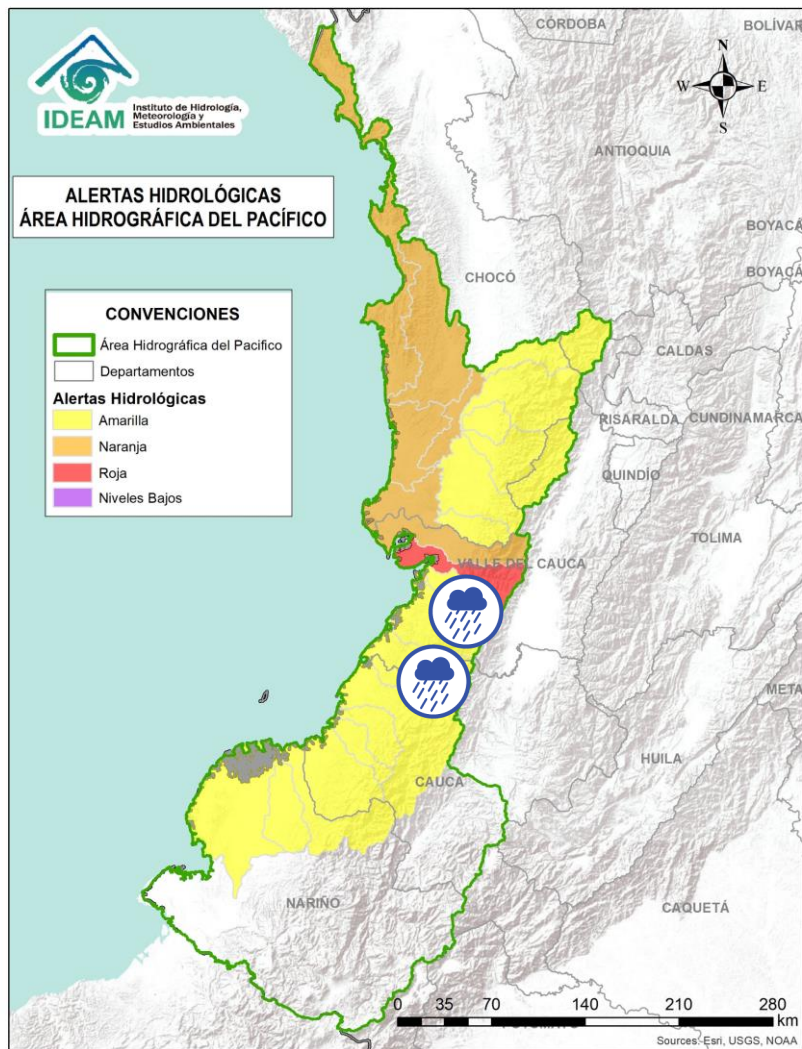 IDEAM
Instituto de Hidrología,
Meteorología y
Estudios Ambientales
ALERTAS HIDROLÓGICAS
ÁREA HIDROGRÁFICA DEL PACÍFICO
CONVENCIONES
Área Hidrográfica del Pacifico
Departamentos
Alertas Hidrológicas
Amarilla
Naranja
Roja
Niveles Bajos
CÓRDOBA
BOLÍVAR
N
W
E
S
ANTIOQUIA
BOYACÁ
BOYACÁ
CHOCÓ
CALDAS
RISARALDA
CUNDINAMARCA
QUINDÍO
TOLIMA
VALLE DEL CAUCA
META
HUILA
CAUCA
NARIÑO
CAQUETÁ
0 35 70 140 210 280
km
Sources: Esri, USGS, NOAA